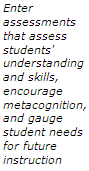 Enter
assessments
that assess
students'
understanding
and skills,
encourage
metacognition,
and gauge
student needs
for future
instruction